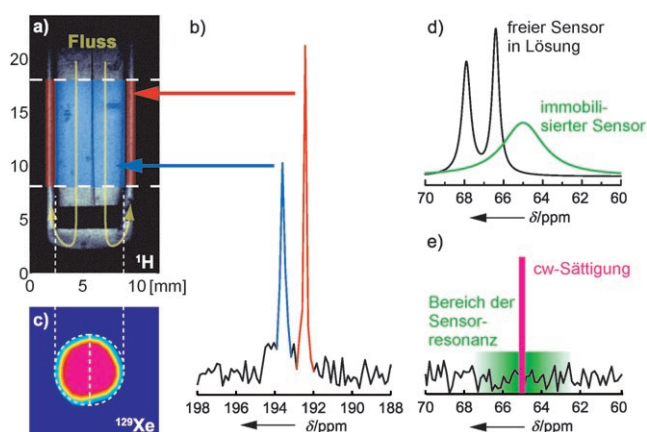 a)
Fluss
20
15
10
5
0
0 5 10 [mm]
¹H
b)
198 196 194 192 190 188
δ/ppm
c)
¹²⁹Xe
d)
freier Sensor
in Lösung
immobili-
sierter Sensor
70 68 66 64 62 60
δ/ppm
e)
cw-Sättigung
Bereich der
Sensor-
resonanz
70 68 66 64 62 60
δ/ppm